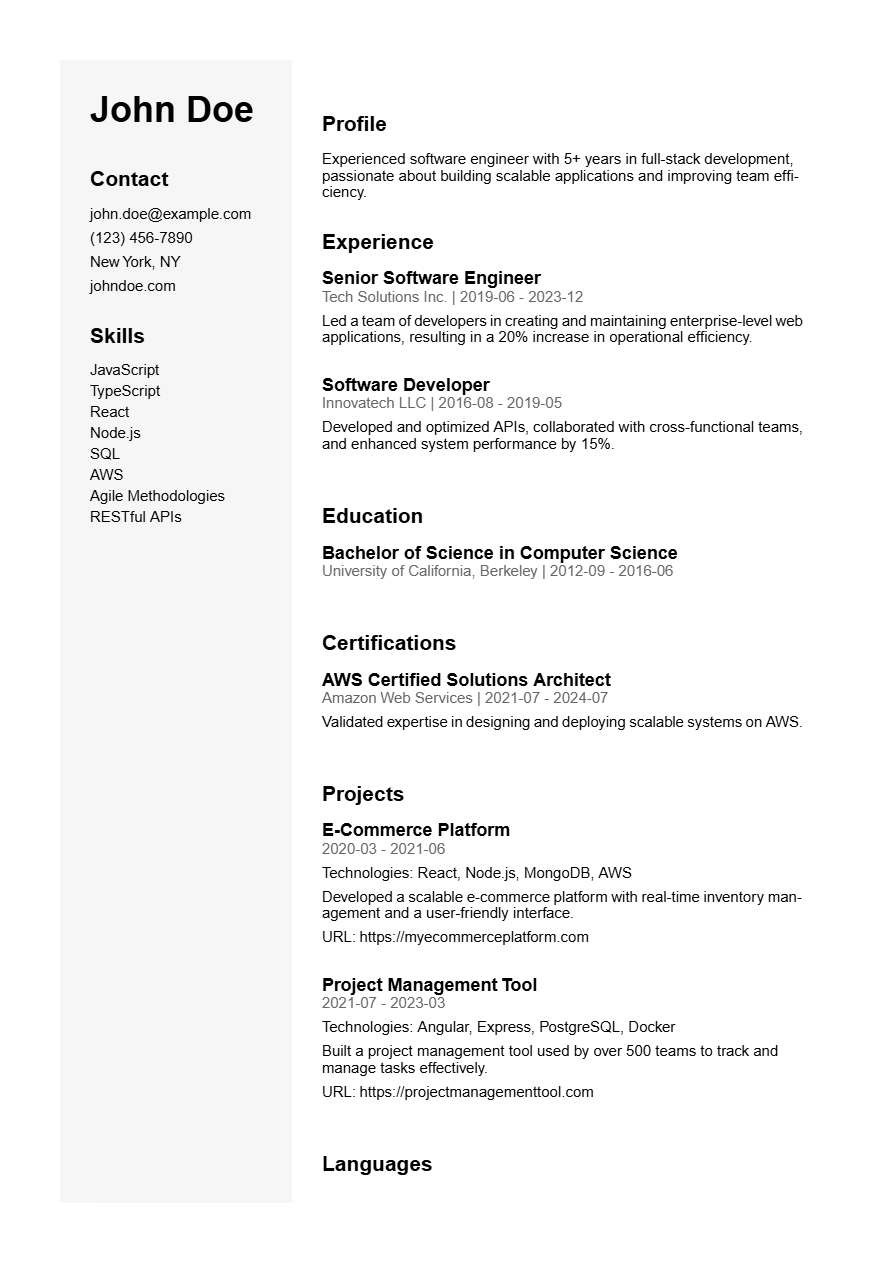 John Doe
Contact
john.doe@example.com
(123) 456-7890
New York, NY
johndoe.com
Skills
JavaScript
TypeScript
React
Node.js
SQL
AWS
Agile Methodologies
RESTful APIs
Profile
Experienced software engineer with 5+ years in full-stack development,
passionate about building scalable applications and improving team effi-
ciency.
Experience
Senior Software Engineer
Tech Solutions Inc. | 2019-06 - 2023-12
Led a team of developers in creating and maintaining enterprise-level web
applications, resulting in a 20% increase in operational efficiency.
Software Developer
Innovatech LLC | 2016-08 - 2019-05
Developed and optimized APIs, collaborated with cross-functional teams,
and enhanced system performance by 15%.
Education
Bachelor of Science in Computer Science
University of California, Berkeley | 2012-09 - 2016-06
Certifications
AWS Certified Solutions Architect
Amazon Web Services | 2021-07 - 2024-07
Validated expertise in designing and deploying scalable systems on AWS.
Projects
E-Commerce Platform
2020-03 - 2021-06
Technologies: React, Node.js, MongoDB, AWS
Developed a scalable e-commerce platform with real-time inventory man-
agement and a user-friendly interface.
URL: https://myecommerceplatform.com
Project Management Tool
2021-07 - 2023-03
Technologies: Angular, Express, PostgreSQL, Docker
Built a project management tool used by over 500 teams to track and
manage tasks effectively.
URL: https://projectmanagementtool.com
Languages